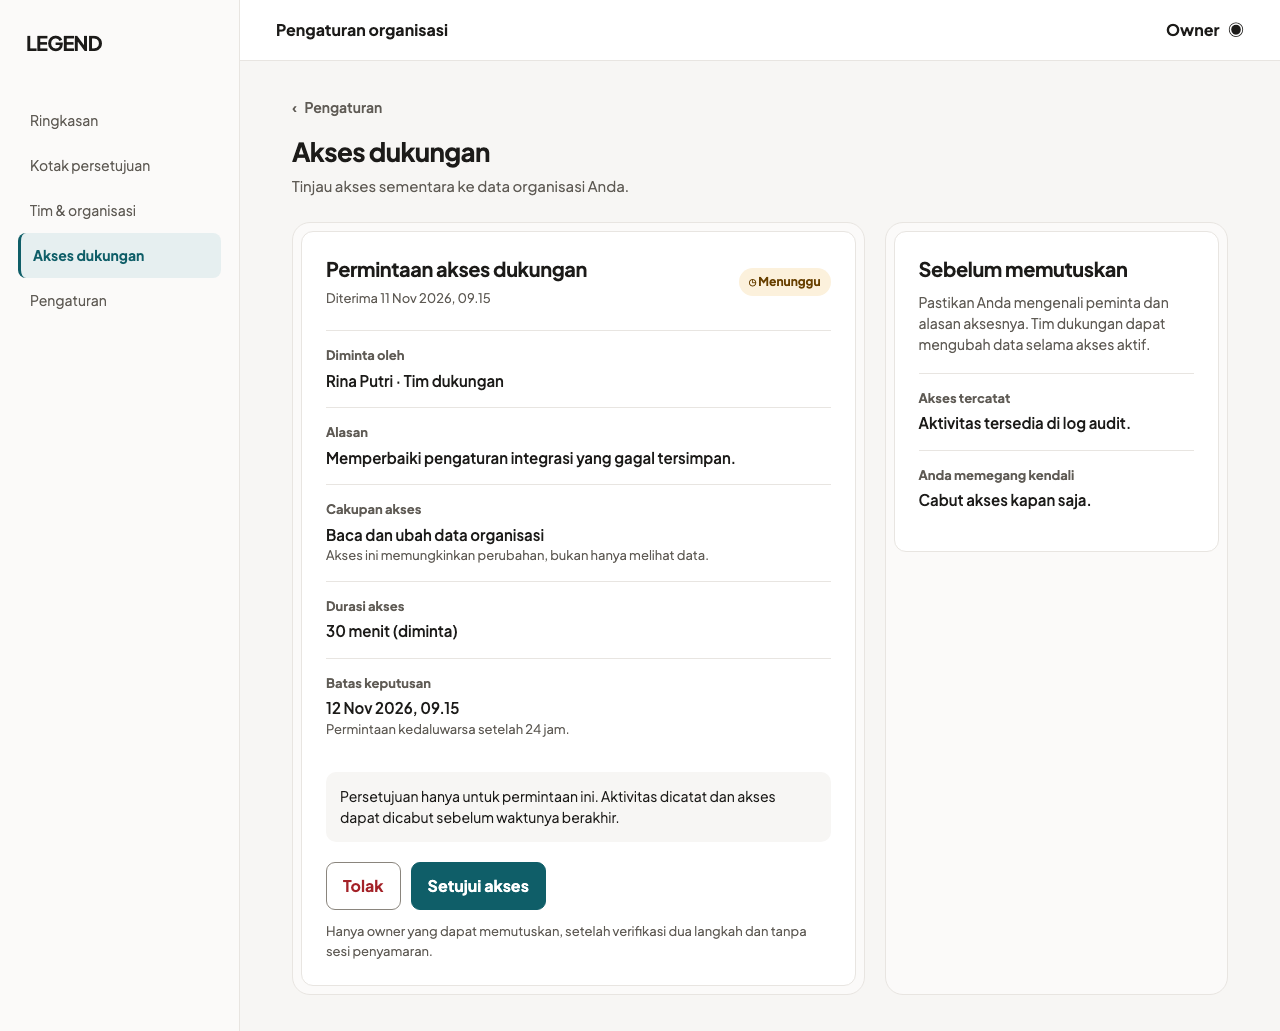 LEGEND
Ringkasan
Kotak persetujuan
Tim & organisasi
Akses dukungan
Pengaturan
Pengaturan organisasi
Owner
‹ Pengaturan
Akses dukungan
Tinjau akses sementara ke data organisasi Anda.
Permintaan akses dukungan
Diterima 11 Nov 2026, 09.15
Menunggu
Diminta oleh
Rina Putri · Tim dukungan
Alasan
Memperbaiki pengaturan integrasi yang gagal tersimpan.
Cakupan akses
Baca dan ubah data organisasi
Akses ini memungkinkan perubahan, bukan hanya melihat data.
Durasi akses
30 menit (diminta)
Batas keputusan
12 Nov 2026, 09.15
Permintaan kedaluwarsa setelah 24 jam.
Persetujuan hanya untuk permintaan ini. Aktivitas dicatat dan akses
dapat dicabut sebelum waktunya berakhir.
Tolak
Setujui akses
Hanya owner yang dapat memutuskan, setelah verifikasi dua langkah dan tanpa
sesi penyamaran.
Sebelum memutuskan
Pastikan Anda mengenali peminta dan
alasan aksesnya. Tim dukungan dapat
mengubah data selama akses aktif.
Akses tercatat
Aktivitas tersedia di log audit.
Anda memegang kendali
Cabut akses kapan saja.